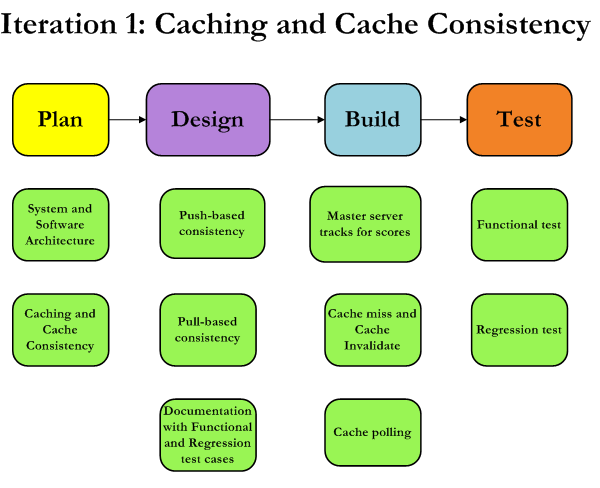 Iteration 1: Caching and Cache Consistency
Plan
Design
Build
Test
System and
Software
Architecture
Push-based
consistency
Master server
tracks for scores
Functional test
Caching and
Cache
Consistency
Pull-based
consistency
Cache miss and
Cache
Invalidate
Regression test
Documentation
with Functional
and Regression
test cases
Cache polling